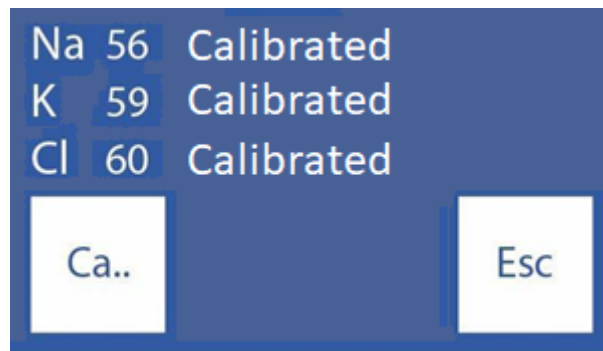 Na 56 Calibrated
K 59 Calibrated
Cl 60 Calibrated
Ca.. Esc